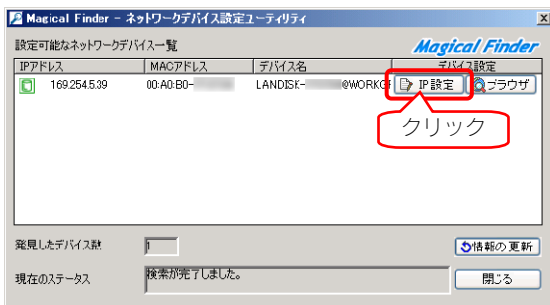 Magical Finder - ネットワークデバイス設定ユーティリティ
設定可能なネットワークデバイス一覧
Magical Finder
IPアドレス MACアドレス デバイス名 デバイス設定
169.254.5.39 00:A0:B0- LANDISK- @WORKG IP設定 ブラウザ
クリック
発見したデバイス数 1 情報の更新
現在のステータス 検索が完了しました。 閉じる